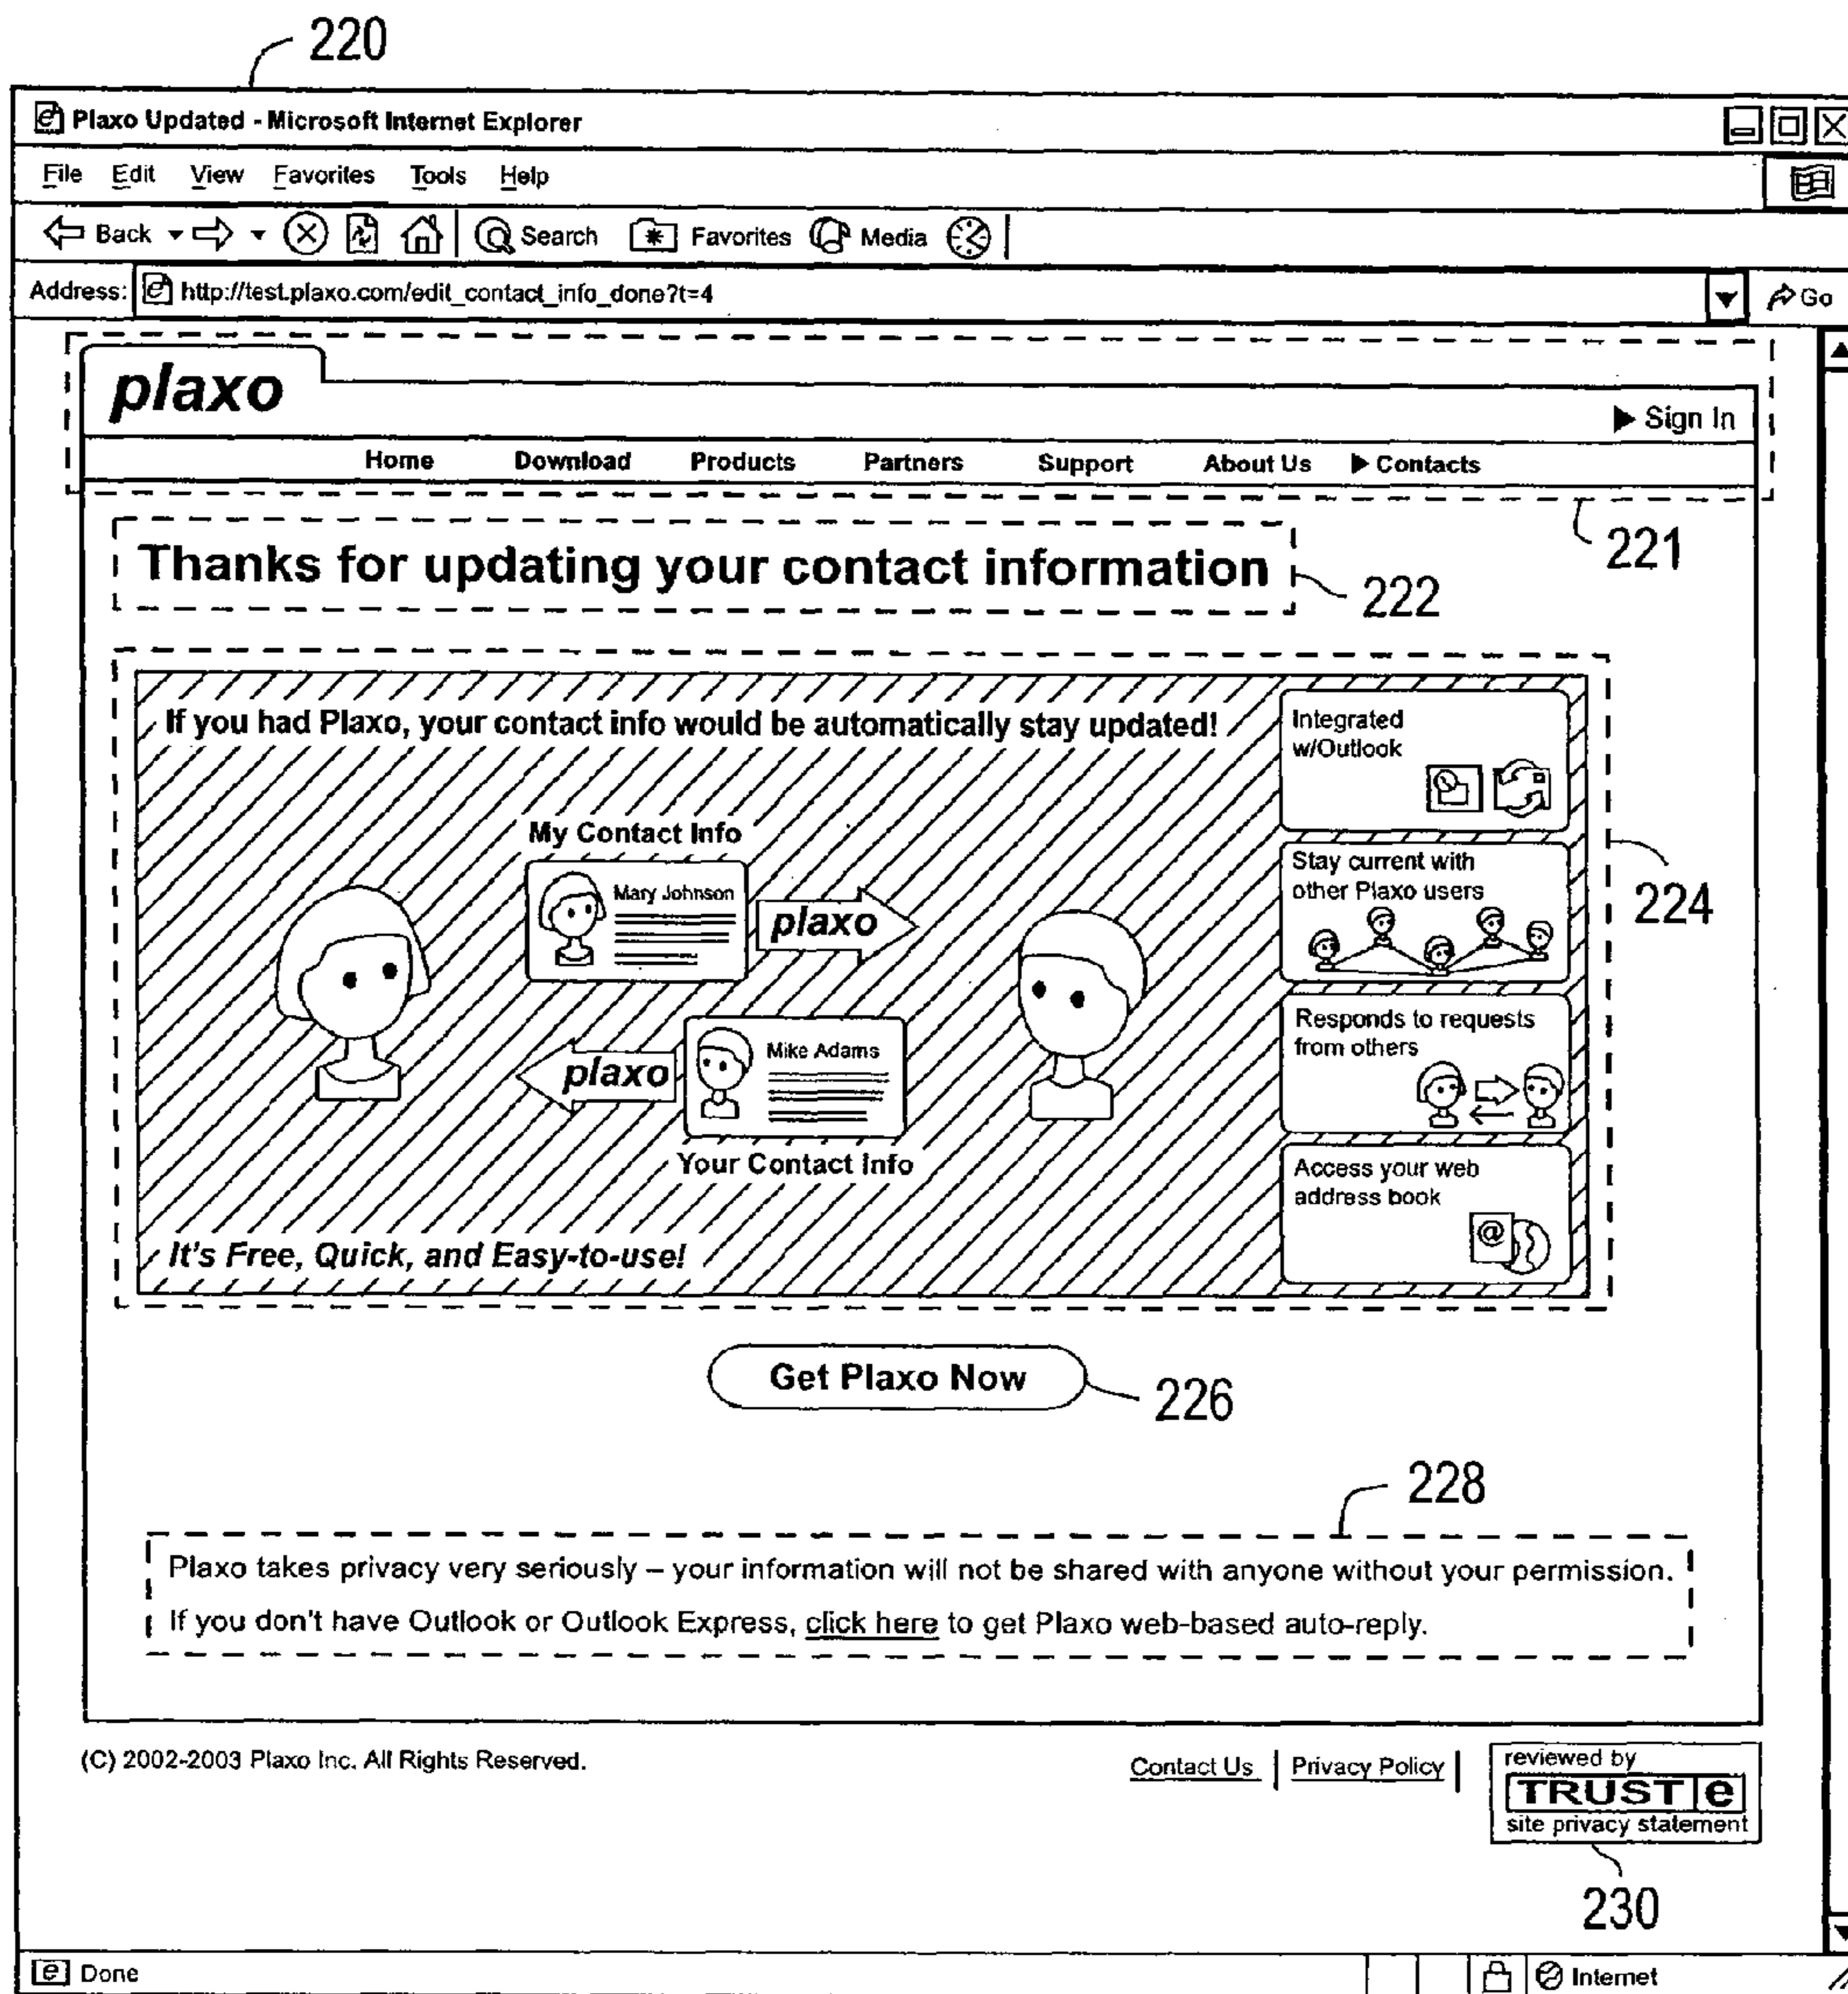 220
Plaxo Updated - Microsoft Internet Explorer
File Edit View Favorites Tools Help
Back Search Favorites Media
Address: http://test.plaxo.com/edit_contact_info_done?t=4 Go
plaxo
Sign In
Home Download Products Partners Support About Us Contacts
221
Thanks for updating your contact information
222
If you had Plaxo, your contact info would be automatically stay updated!
My Contact Info
Mary Johnson
plaxo
plaxo
Mike Adams
Your Contact Info
It's Free, Quick, and Easy-to-use!
Integrated
w/Outlook
Stay current with
other Plaxo users
Responds to requests
from others
Access your web
address book
@
224
Get Plaxo Now
226
228
Plaxo takes privacy very seriously – your information will not be shared with anyone without your permission.
If you don't have Outlook or Outlook Express, click here to get Plaxo web-based auto-reply.
(C) 2002-2003 Plaxo Inc. All Rights Reserved.
Contact Us | Privacy Policy |
reviewed by
TRUSTe
site privacy statement
230
Done
Internet